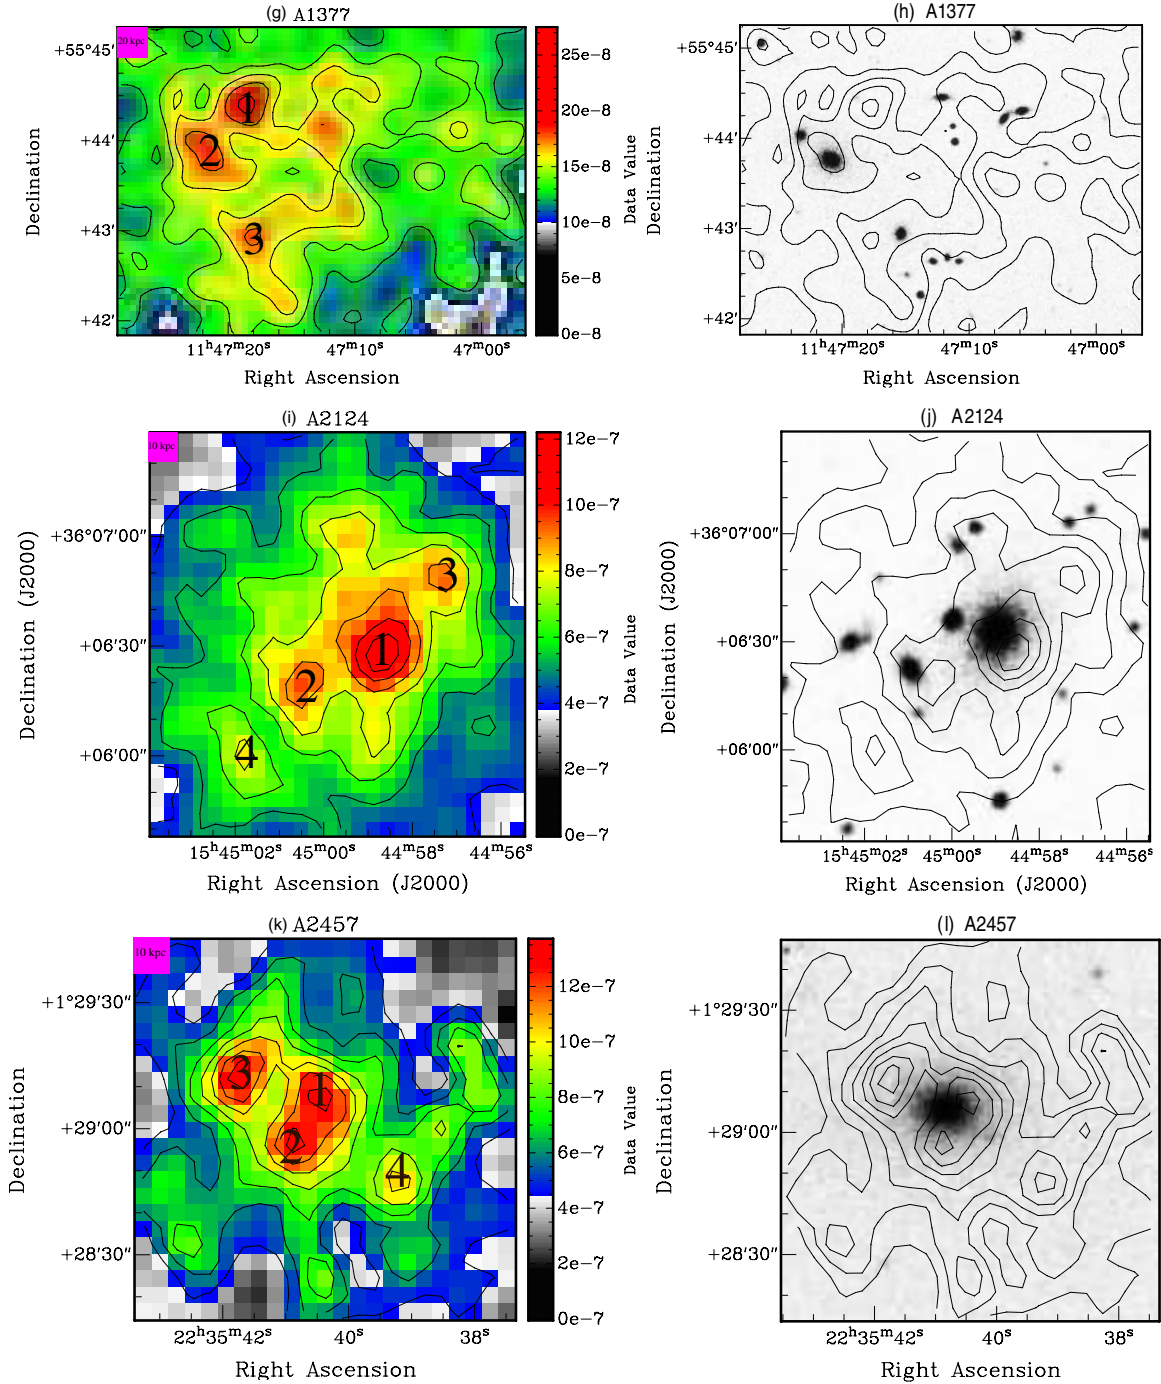 (g) A1377
(h) A1377
20 kpc
+55°45′
+44′
+43′
+42′
Declination
1
2
3
11ʰ47ᵐ20ˢ
47ᵐ10ˢ
47ᵐ00ˢ
Right Ascension
25e-8
20e-8
15e-8
10e-8
5e-8
0e-8
Data Value
+55°45′
+44′
+43′
+42′
Declination
11ʰ47ᵐ20ˢ
47ᵐ10ˢ
47ᵐ00ˢ
Right Ascension
(i) A2124
(j) A2124
10 kpc
+36°07′00″
+06′30″
+06′00″
Declination (J2000)
1
2
3
4
15ʰ45ᵐ02ˢ
45ᵐ00ˢ
44ᵐ58ˢ
44ᵐ56ˢ
Right Ascension (J2000)
12e-7
10e-7
8e-7
6e-7
4e-7
2e-7
0e-7
Data Value
+36°07′00″
+06′30″
+06′00″
Declination (J2000)
15ʰ45ᵐ02ˢ
45ᵐ00ˢ
44ᵐ58ˢ
44ᵐ56ˢ
Right Ascension (J2000)
(k) A2457
(l) A2457
10 kpc
+1°29′30″
+29′00″
+28′30″
Declination
1
2
3
4
22ʰ35ᵐ42ˢ
40ˢ
38ˢ
Right Ascension
12e-7
10e-7
8e-7
6e-7
4e-7
2e-7
0e-7
Data Value
+1°29′30″
+29′00″
+28′30″
Declination
22ʰ35ᵐ42ˢ
40ˢ
38ˢ
Right Ascension